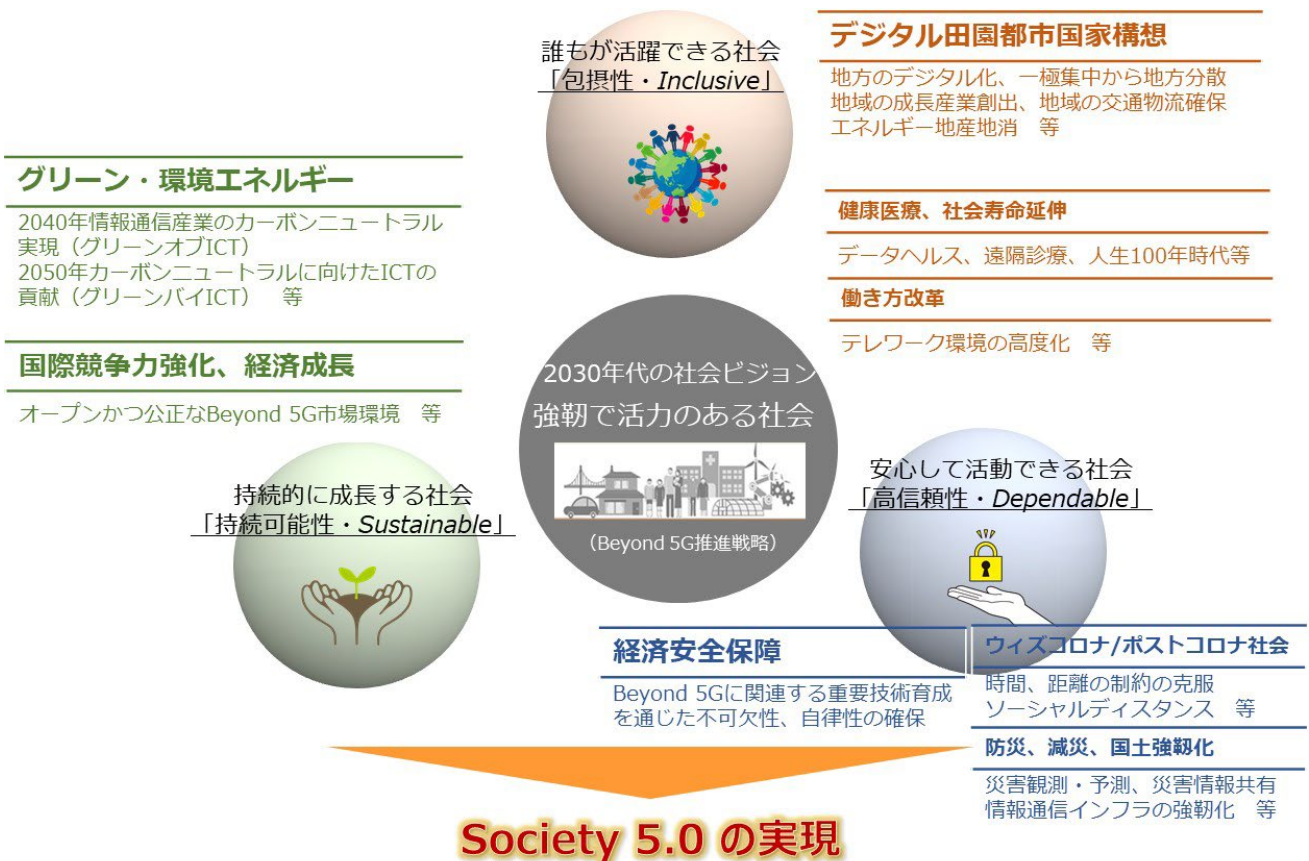 誰もが活躍できる社会
「包摂性・Inclusive」
デジタル田園都市国家構想
地方のデジタル化、一極集中から地方分散
地域の成長産業創出、地域の交通物流確保
エネルギー地産地消　等
健康医療、社会寿命延伸
データヘルス、遠隔診療、人生100年時代等
働き方改革
テレワーク環境の高度化　等
グリーン・環境エネルギー
2040年情報通信産業のカーボンニュートラル
実現（グリーンオブICT）
2050年カーボンニュートラルに向けたICTの
貢献（グリーンバイICT）　等
国際競争力強化、経済成長
オープンかつ公正なBeyond 5G市場環境　等
持続的に成長する社会
「持続可能性・Sustainable」
2030年代の社会ビジョン
強靭で活力のある社会
（Beyond 5G推進戦略）
安心して活動できる社会
「高信頼性・Dependable」
経済安全保障
Beyond 5Gに関連する重要技術育成
を通じた不可欠性、自律性の確保
ウィズコロナ/ポストコロナ社会
時間、距離の制約の克服
ソーシャルディスタンス　等
防災、減災、国土強靱化
災害観測・予測、災害情報共有
情報通信インフラの強靭化　等
Society 5.0 の実現